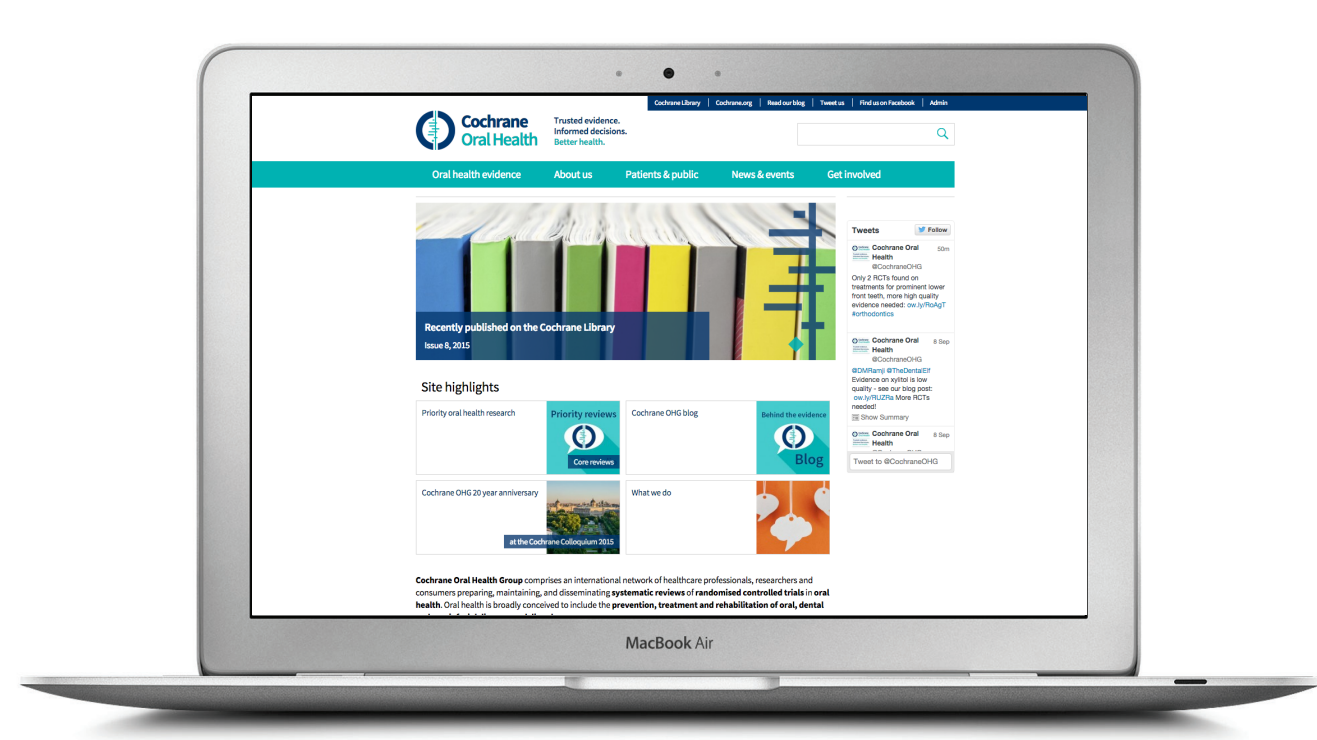 Cochrane Library | Cochrane.org | Read our blog | Tweet us | Find us on Facebook | Admin
Cochrane
Oral Health
Trusted evidence.
Informed decisions.
Better health.
Oral health evidence About us Patients & public News & events Get involved
Recently published on the Cochrane Library
Issue 8, 2015
Tweets Follow
Cochrane Oral Health 50m
@CochraneOHG
Only 2 RCTs found on
treatments for prominent lower
front teeth, more high quality
evidence needed: ow.ly/RoAgT
#orthodontics
Cochrane Oral Health 8 Sep
@CochraneOHG
@DMRamji @TheDentalElf
Evidence on xylitol is low
quality - see our blog post:
ow.ly/RUZRa More RCTs
needed!
Show Summary
Cochrane Oral Health 8 Sep
Tweet to @CochraneOHG
Site highlights
Priority oral health research
Priority reviews
Core reviews
Cochrane OHG blog
Behind the evidence
Blog
Cochrane OHG 20 year anniversary
at the Cochrane Colloquium 2015
What we do
Cochrane Oral Health Group comprises an international network of healthcare professionals, researchers and
consumers preparing, maintaining, and disseminating systematic reviews of randomised controlled trials in oral
health. Oral health is broadly conceived to include the prevention, treatment and rehabilitation of oral, dental
MacBook Air